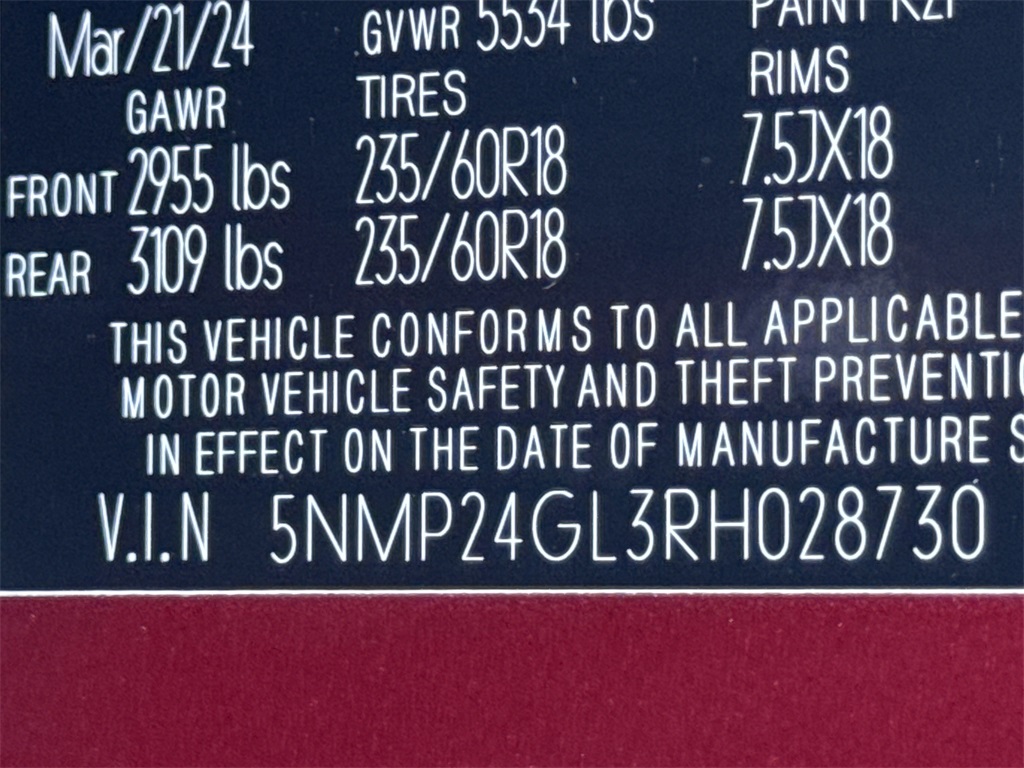 Mar/21/24 GVWR 5534 lbs PAINT
GAWR TIRES RIMS
FRONT 2955 lbs 235/60R18 7.5JX18
REAR 3109 lbs 235/60R18 7.5JX18
THIS VEHICLE CONFORMS TO ALL APPLICABLE
MOTOR VEHICLE SAFETY AND THEFT PREVENTI
IN EFFECT ON THE DATE OF MANUFACTURE S
V.I.N 5NMP24GL3RH028730